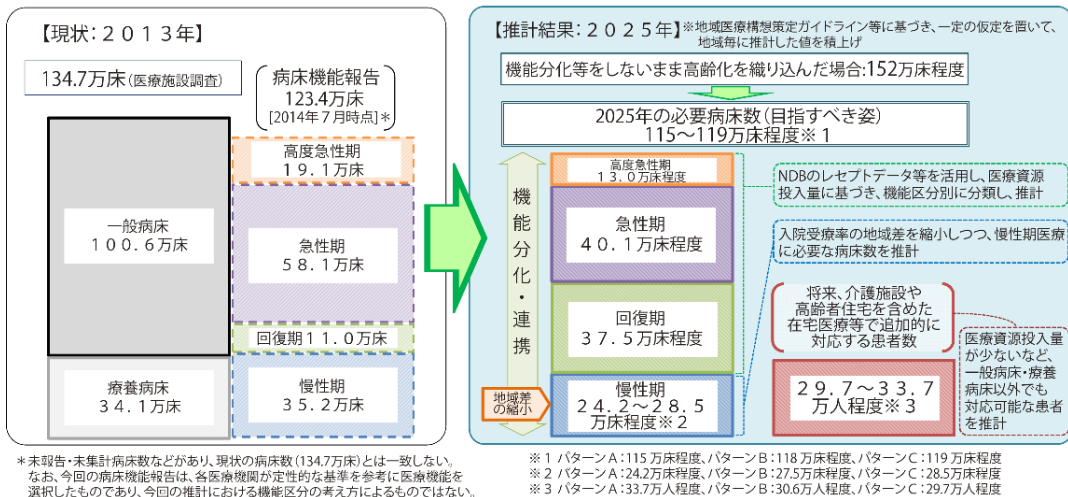 【現状：２０１３年】
134.7万床(医療施設調査)
病床機能報告
123.4万床
[2014年７月時点]＊
一般病床
１００.６万床
療養病床
３４.１万床
高度急性期
１９.１万床
急性期
５８.１万床
回復期１１.０万床
慢性期
３５.２万床
＊未報告・未集計病床数などがあり、現状の病床数(134.7万床)とは一致しない。
なお、今回の病床機能報告は、各医療機関が定性的な基準を参考に医療機能を
選択したものであり、今回の推計における機能区分の考え方によるものではない。
【推計結果：２０２５年】※地域医療構想策定ガイドライン等に基づき、一定の仮定を置いて、
地域毎に推計した値を積上げ
機能分化等をしないまま高齢化を織り込んだ場合:152万床程度
2025年の必要病床数(目指すべき姿)
115～119万床程度※１
機能分化・連携
地域差
の縮小
高度急性期
１３.０万床程度
急性期
４０.１万床程度
回復期
３７.５万床程度
慢性期
２４.２～２８.５
万床程度※２
NDBのレセプトデータ等を活用し、医療資源
投入量に基づき、機能区分別に分類し、推計
入院受療率の地域差を縮小しつつ、慢性期医療
に必要な病床数を推計
将来、介護施設や
高齢者住宅を含めた
在宅医療等で追加的に
対応する患者数
２９.７～３３.７
万人程度※３
医療資源投入量
が少ないなど、
一般病床・療養
病床以外でも
対応可能な患者
を推計
※１ パターンＡ：115万床程度、パターンＢ：118万床程度、パターンＣ：119万床程度
※２ パターンＡ：24.2万床程度、パターンＢ：27.5万床程度、パターンＣ：28.5万床程度
※３ パターンＡ：33.7万人程度、パターンＢ：30.6万人程度、パターンＣ：29.7万人程度